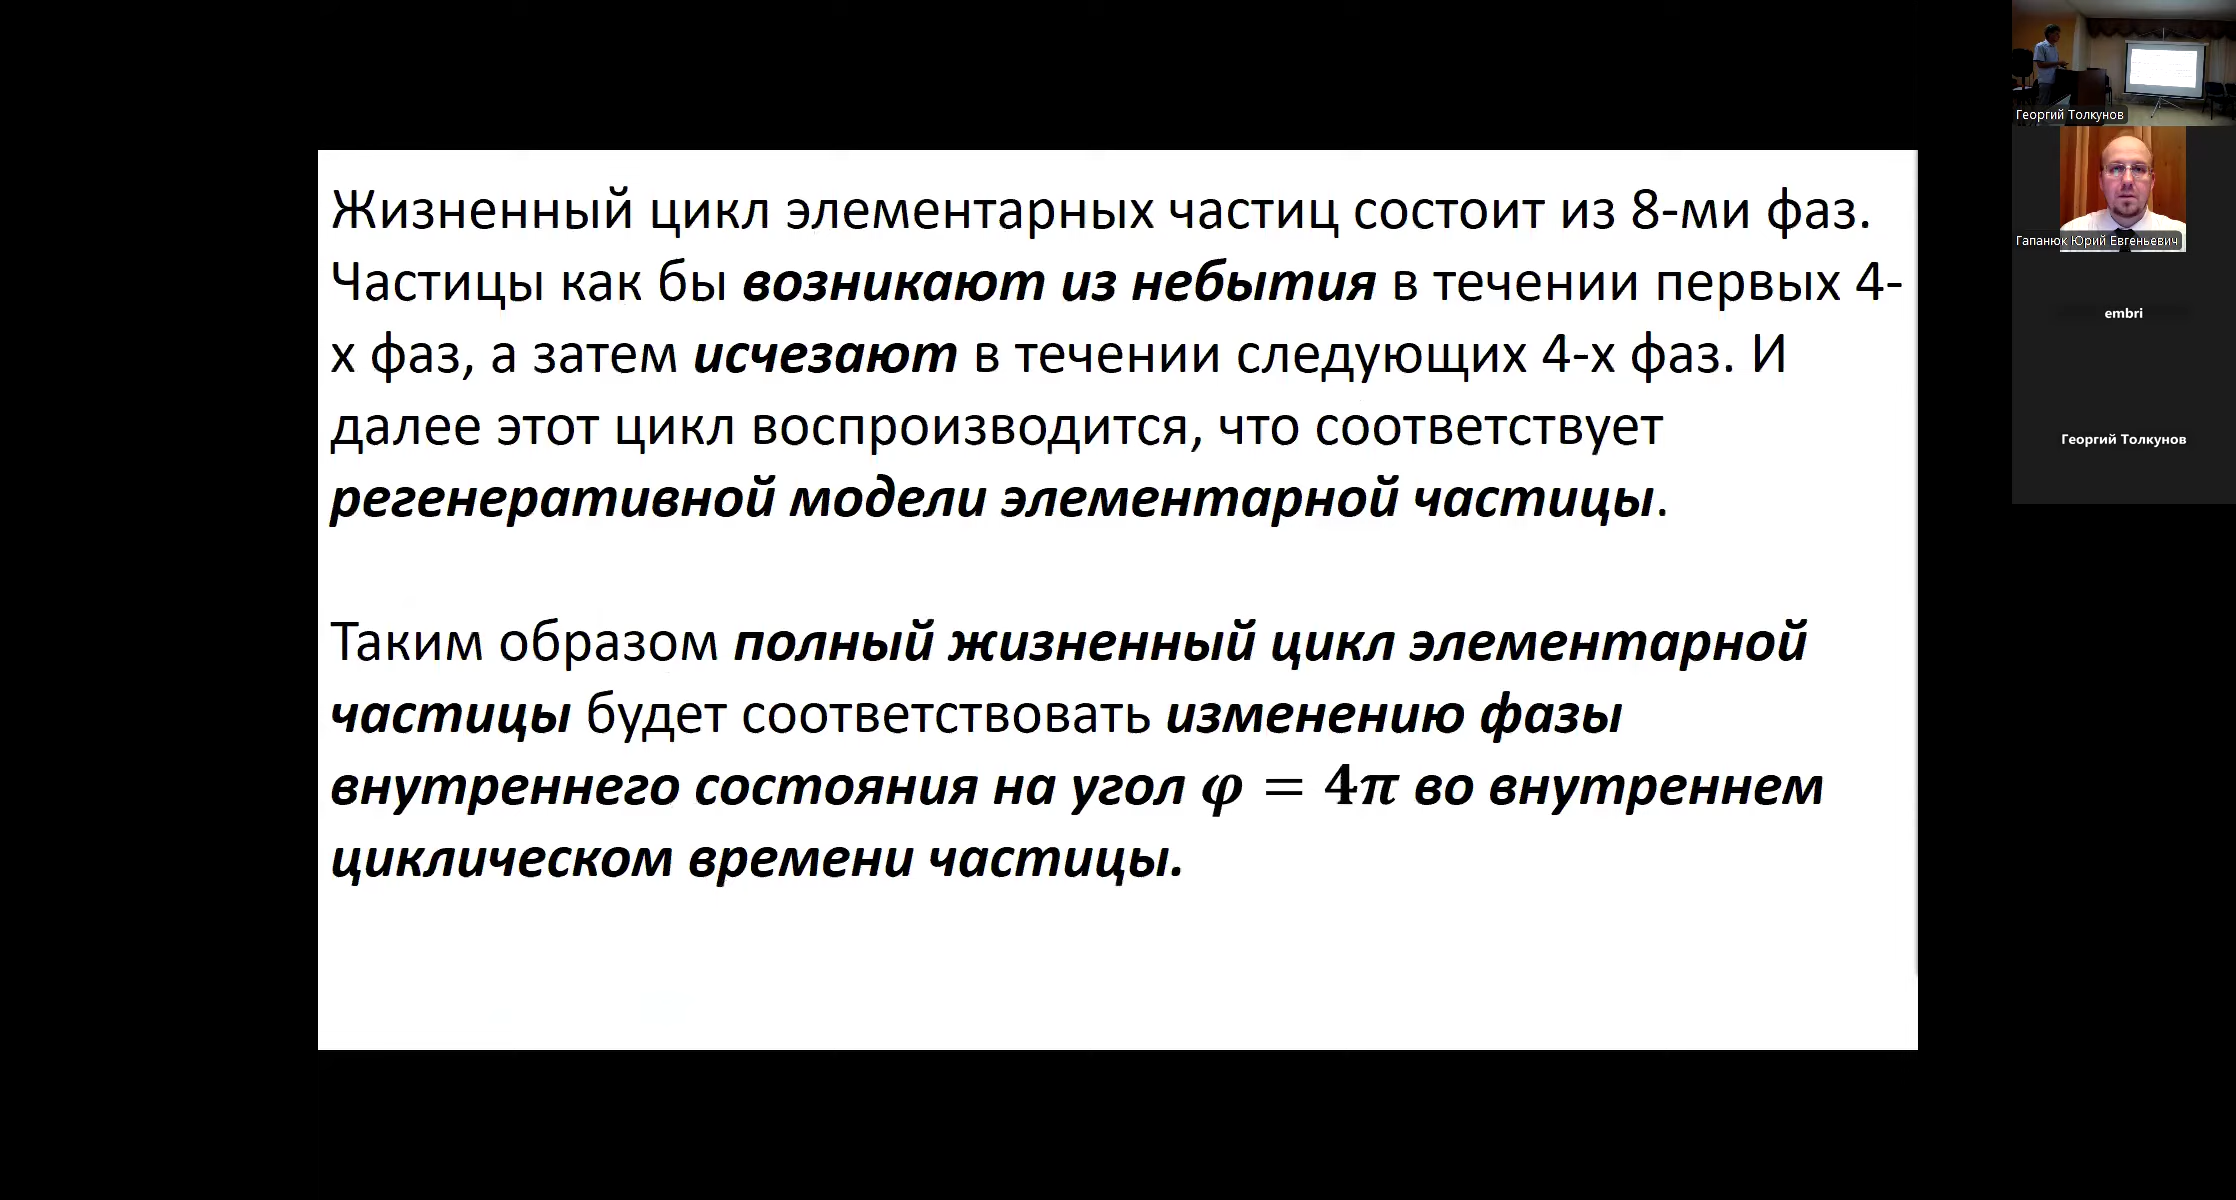 Жизненный цикл элементарных частиц состоит из 8-ми фаз.
Частицы как бы возникают из небытия в течении первых 4-
х фаз, а затем исчезают в течении следующих 4-х фаз. И
далее этот цикл воспроизводится, что соответствует
регенеративной модели элементарной частицы.
Таким образом полный жизненный цикл элементарной
частицы будет соответствовать изменению фазы
внутреннего состояния на угол φ = 4π во внутреннем
циклическом времени частицы.
Георгий Толкунов
Гапанюк Юрий Евгеньевич
embri
Георгий Толкунов